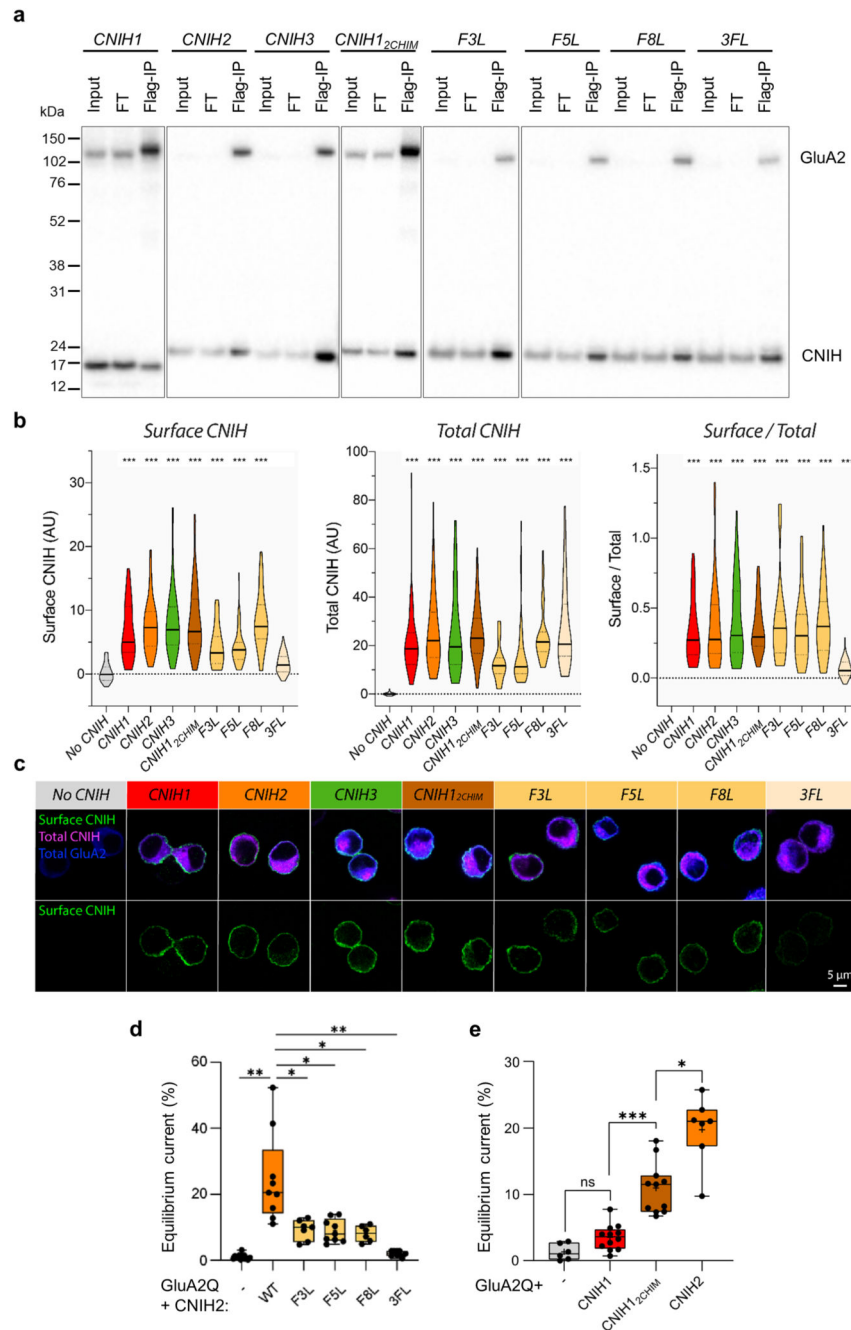 a
CNIH1 CNIH2 CNIH3 CNIH12CHIM F3L F5L F8L 3FL
Input FT Flag-IP Input FT Flag-IP Input FT Flag-IP Input FT Flag-IP Input FT Flag-IP Input FT Flag-IP Input FT Flag-IP Input FT Flag-IP
kDa
150
102
76
52
38
31
24
17
12
GluA2
CNIH
b
Surface CNIH Total CNIH Surface / Total
*** *** *** *** *** *** ***
*** *** *** *** *** *** *** ***
*** *** *** *** *** *** *** ***
Surface CNIH (AU)
30
20
10
0
No CNIH CNIH1 CNIH2 CNIH3 CNIH12CHIM F3L F5L F8L 3FL
Total CNIH (AU)
100
80
60
40
20
0
No CNIH CNIH1 CNIH2 CNIH3 CNIH12CHIM F3L F5L F8L 3FL
Surface / Total
1.5
1.0
0.5
0.0
No CNIH CNIH1 CNIH2 CNIH3 CNIH12CHIM F3L F5L F8L 3FL
c
No CNIH CNIH1 CNIH2 CNIH3 CNIH12CHIM F3L F5L F8L 3FL
Surface CNIH
Total CNIH
Total GluA2
Surface CNIH
5 µm
d
**
*
*
** *
Equilibrium current (%)
60
40
20
0
GluA2Q
+ CNIH2:
- WT F3L F5L F8L 3FL
e
*
***
ns
Equilibrium current (%)
30
20
10
0
GluA2Q+
- CNIH1 CNIH12CHIM CNIH2